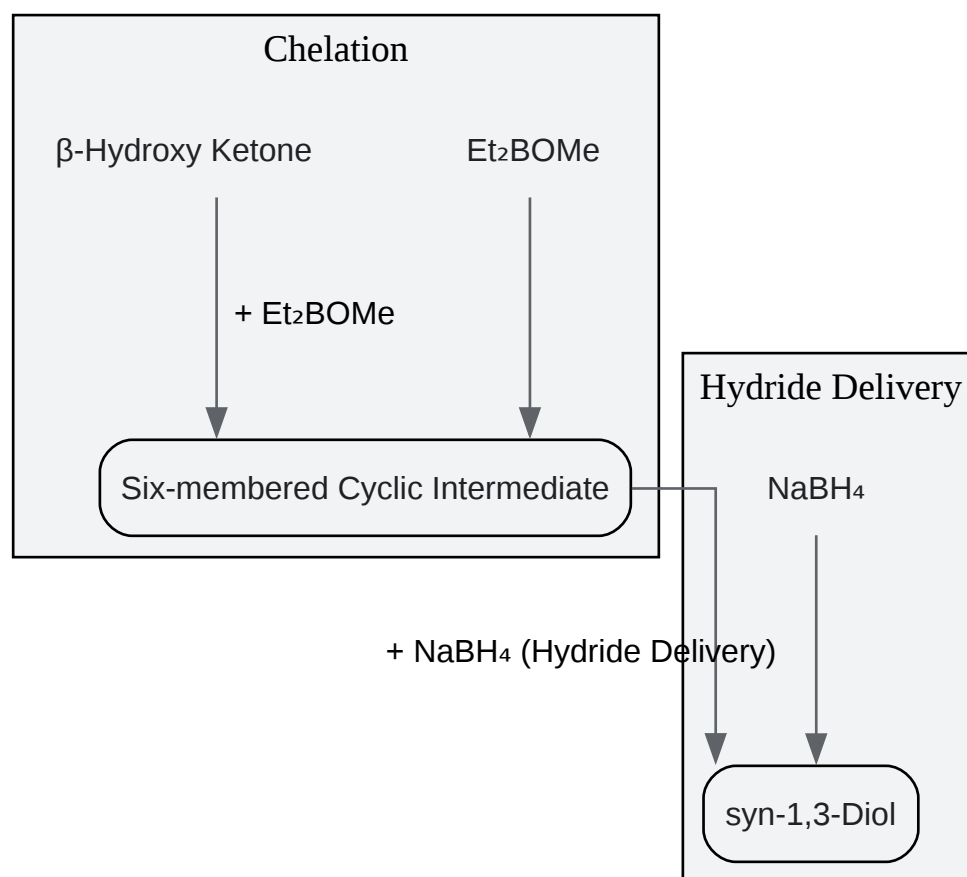 Chelation
β-Hydroxy Ketone
Et₂BOMe
+ Et₂BOMe
Six-membered Cyclic Intermediate
Hydride Delivery
NaBH₄
+ NaBH₄ (Hydride Delivery)
syn-1,3-Diol